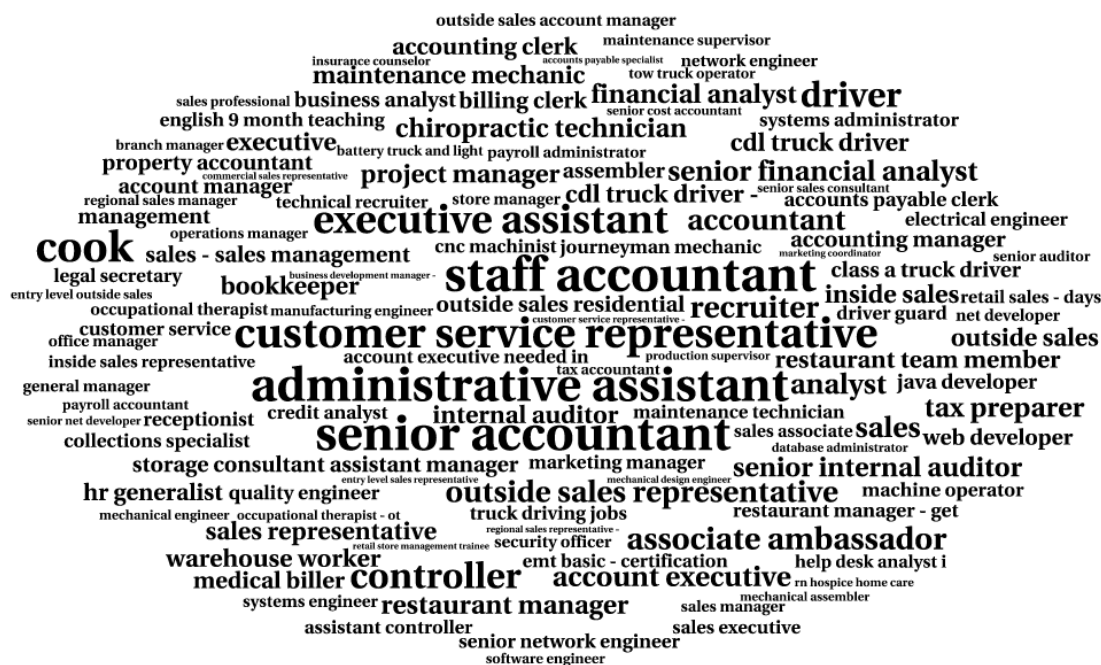 outside sales account manager
accounting clerk maintenance supervisor
insurance counselor accounts payable specialist network engineer
maintenance mechanic tow truck operator
sales professional business analyst billing clerk financial analyst driver
senior cost accountant
english 9 month teaching chiropractic technician systems administrator
branch manager executive battery truck and light payroll administrator cdl truck driver
property accountant project manager assembler senior financial analyst
commercial sales representative
account manager cdl truck driver - senior sales consultant
regional sales manager technical recruiter store manager accounts payable clerk
management executive assistant accountant electrical engineer
operations manager
cook sales - sales management cnc machinist journeyman mechanic accounting manager
marketing coordinator senior auditor
legal secretary business development manager - staff accountant class a truck driver
bookkeeper
entry level outside sales inside sales retail sales - days
occupational therapist manufacturing engineer outside sales residential recruiter driver guard net developer
customer service customer service representative -
office manager customer service representative outside sales
inside sales representative account executive needed in production supervisor restaurant team member
tax accountant
general manager administrative assistant analyst java developer
payroll accountant
senior net developer receptionist credit analyst internal auditor maintenance technician tax preparer
collections specialist senior accountant sales associate sales web developer
database administrator
storage consultant assistant manager marketing manager senior internal auditor
entry level sales representative mechanical design engineer
hr generalist quality engineer outside sales representative machine operator
mechanical engineer occupational therapist - ot truck driving jobs restaurant manager - get
sales representative regional sales representative -
retail store management trainee security officer associate ambassador
warehouse worker emt basic - certification help desk analyst i
medical biller controller account executive rn hospice home care
mechanical assembler
systems engineer restaurant manager sales manager
assistant controller sales executive
senior network engineer
software engineer